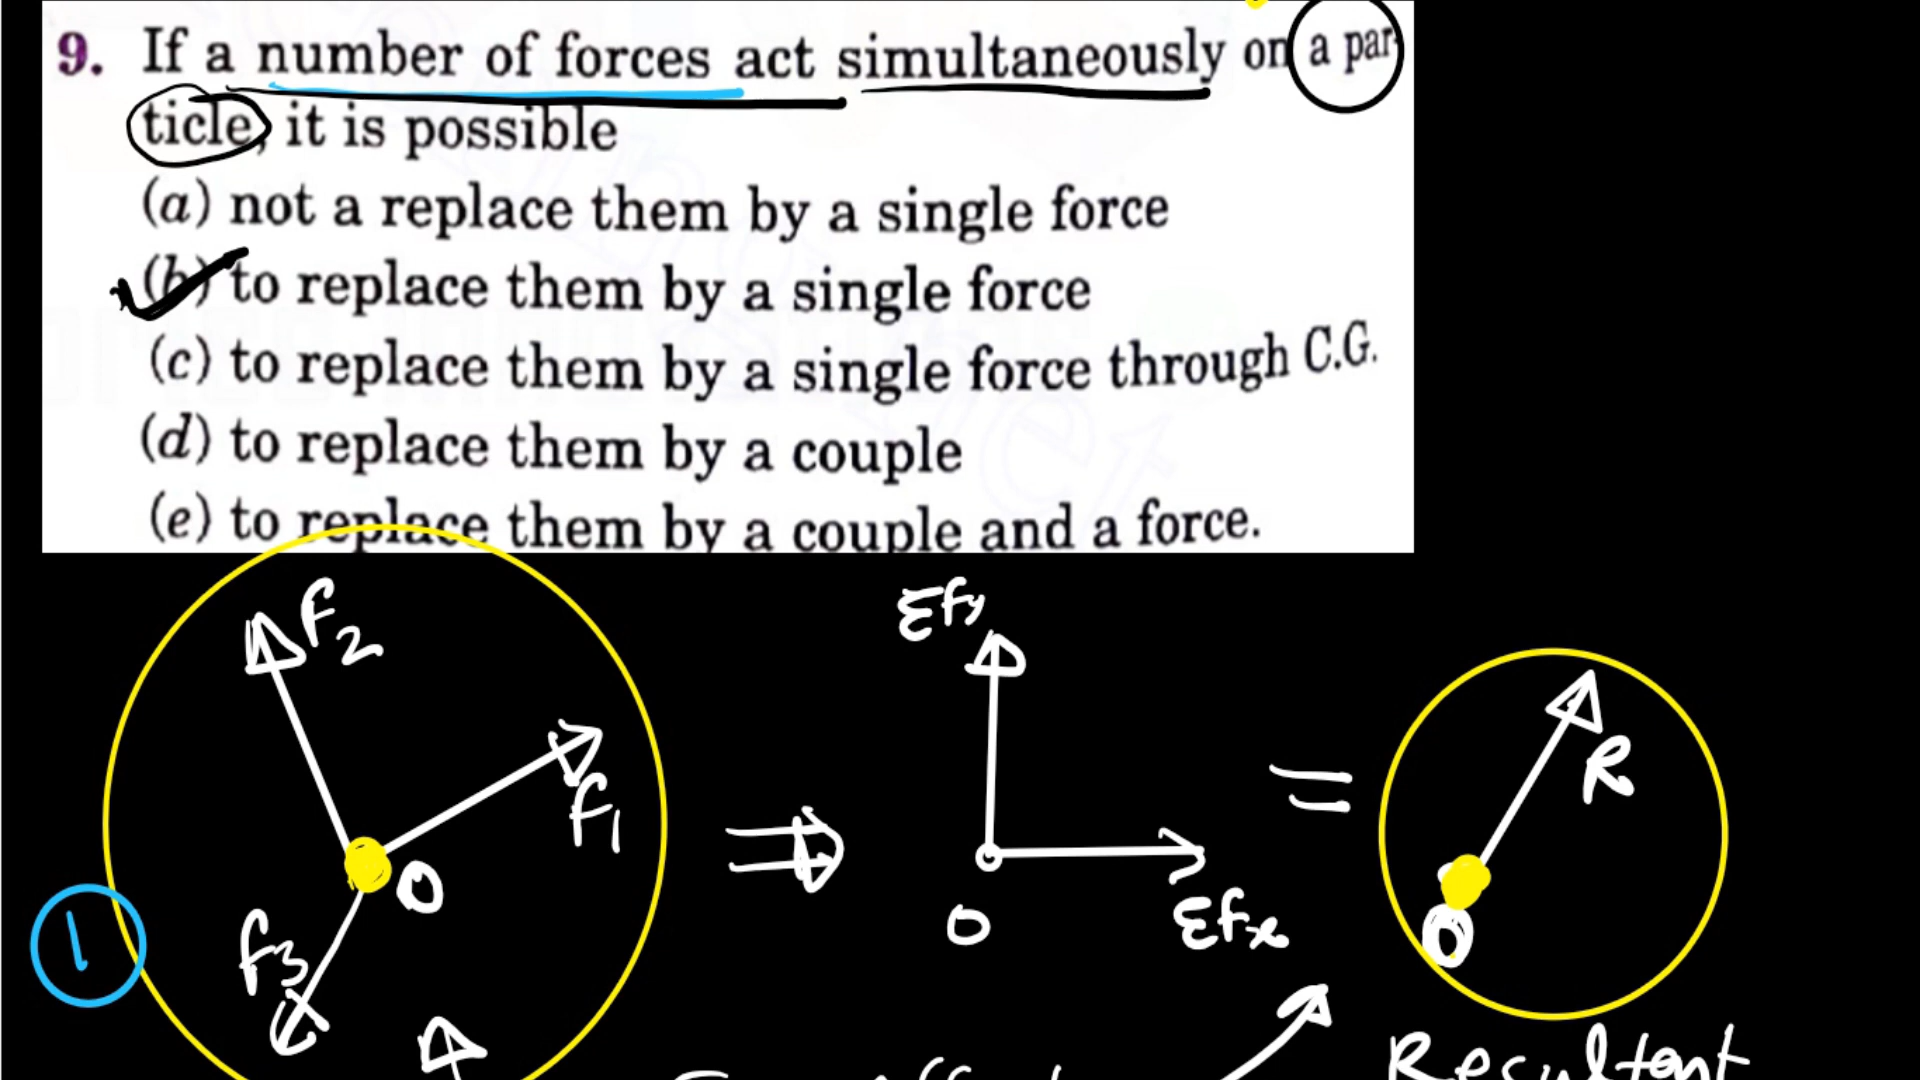 9. If a number of forces act simultaneously on a par-
ticle, it is possible
(a) not a replace them by a single force
(b) to replace them by a single force
(c) to replace them by a single force through C.G.
(d) to replace them by a couple
(e) to replace them by a couple and a force.
F2
ΣFy
F1
R
O
O
ΣFx
O
F3
1
Resultant